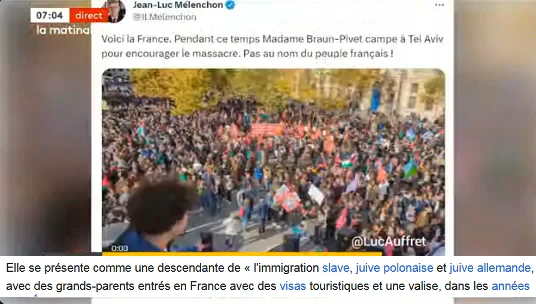 07:04 direct
la matinal
Jean-Luc Mélenchon
@JLMelenchon
Voici la France. Pendant ce temps Madame Braun-Pivet campe à Tel Aviv
pour encourager le massacre. Pas au nom du peuple français !
0:03
@LucAuffret
Elle se présente comme une descendante de « l'immigration slave, juive polonaise et juive allemande,
avec des grands-parents entrés en France avec des visas touristiques et une valise, dans les années